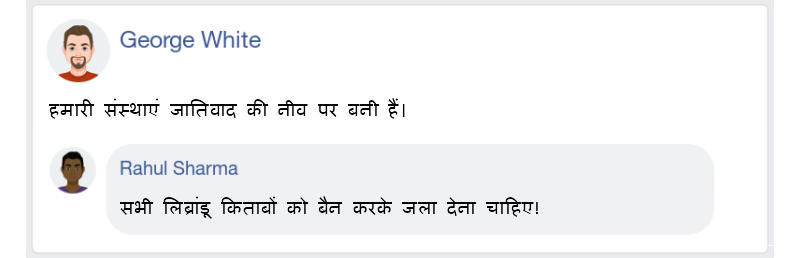 George White
हमारी संस्थाएं जातिवाद की नीव पर बनी हैं।
Rahul Sharma
सभी लिब्रांडू किताबों को बैन करके जला देना चाहिए!